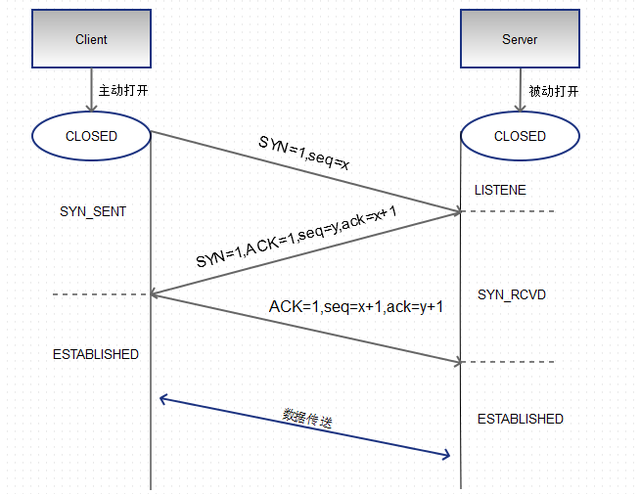 Client
Server
主动打开
被动打开
CLOSED
CLOSED
SYN=1,seq=x
LISTENE
SYN_SENT
SYN=1,ACK=1,seq=y,ack=x+1
SYN_RCVD
ACK=1,seq=x+1,ack=y+1
ESTABLISHED
数据传送
ESTABLISHED